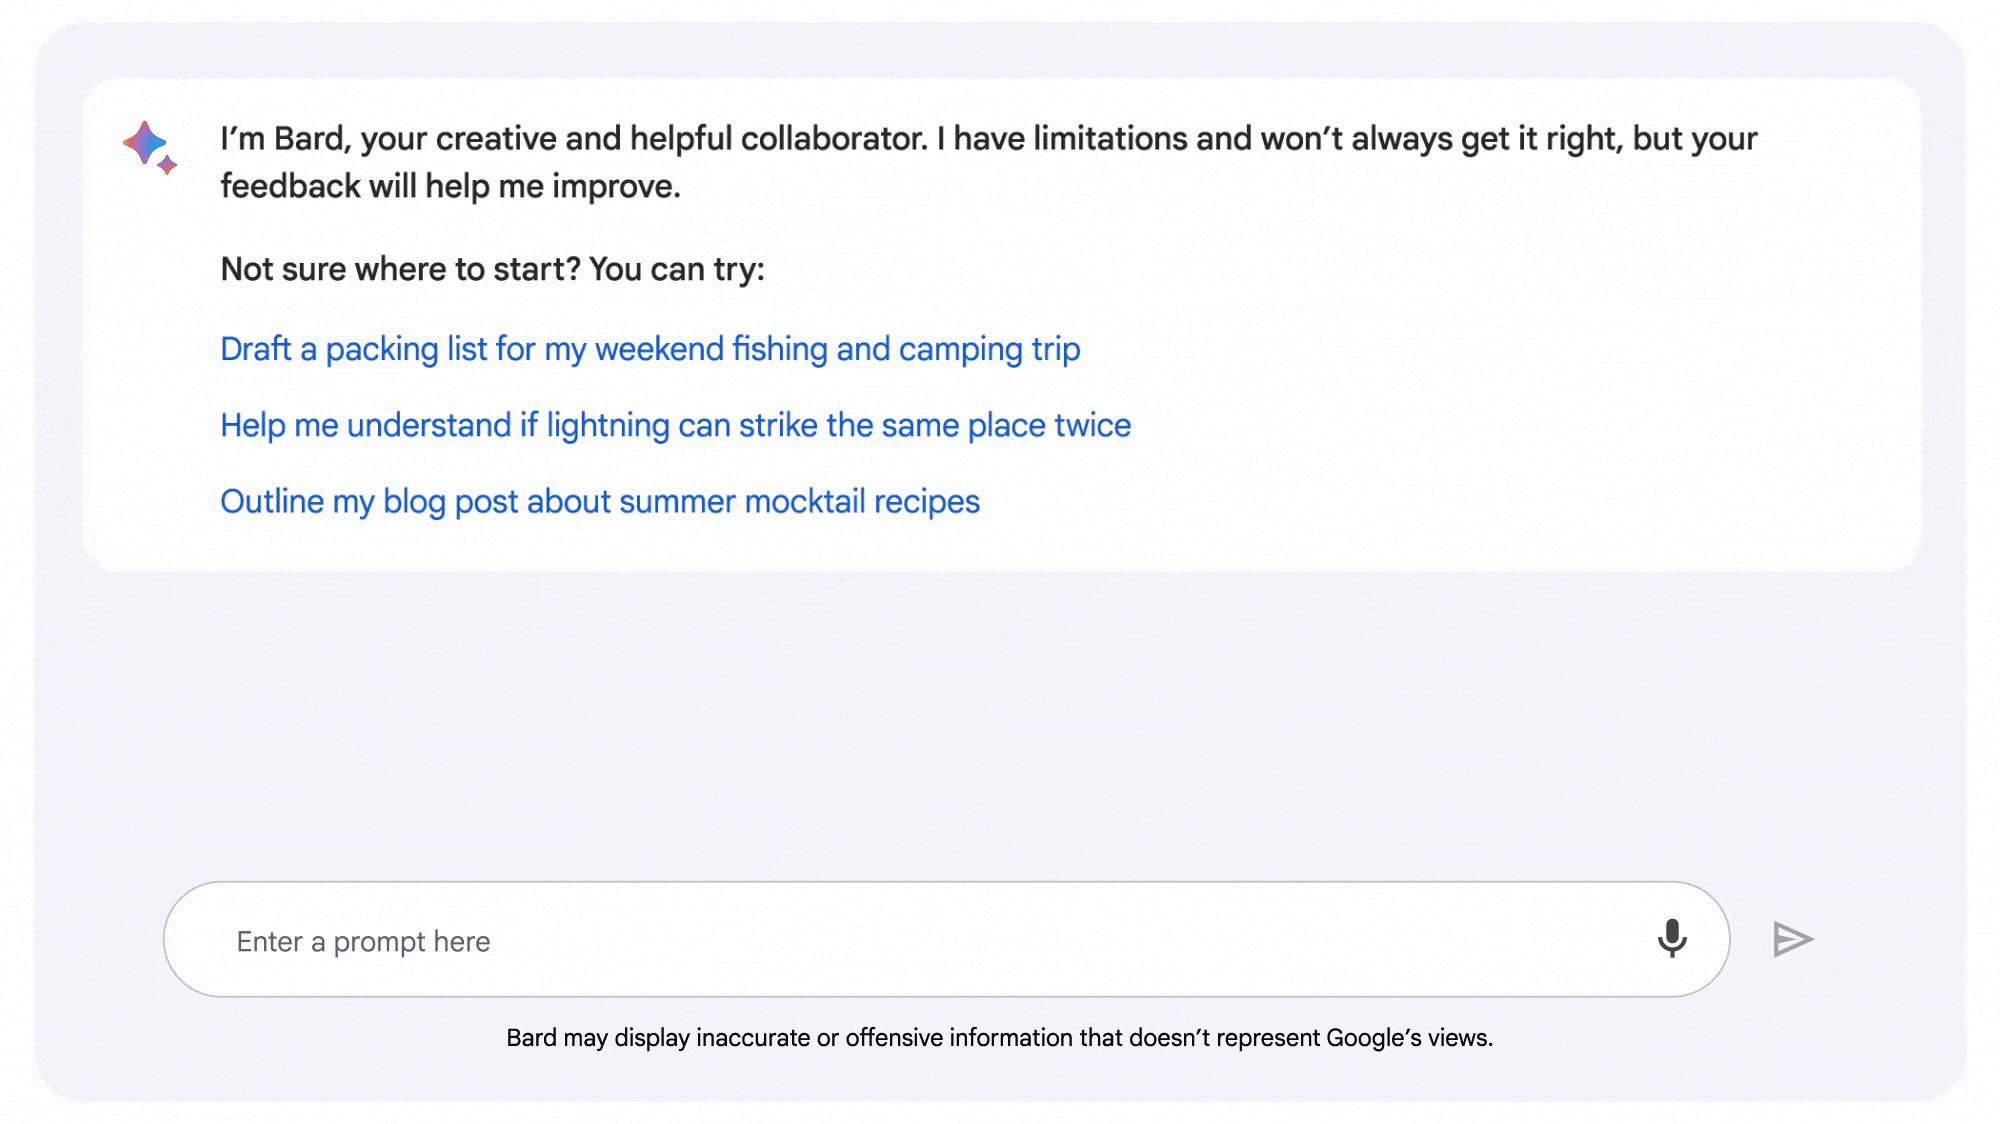 I’m Bard, your creative and helpful collaborator. I have limitations and won’t always get it right, but your
feedback will help me improve.
Not sure where to start? You can try:
Draft a packing list for my weekend fishing and camping trip
Help me understand if lightning can strike the same place twice
Outline my blog post about summer mocktail recipes
Enter a prompt here
Bard may display inaccurate or offensive information that doesn’t represent Google’s views.